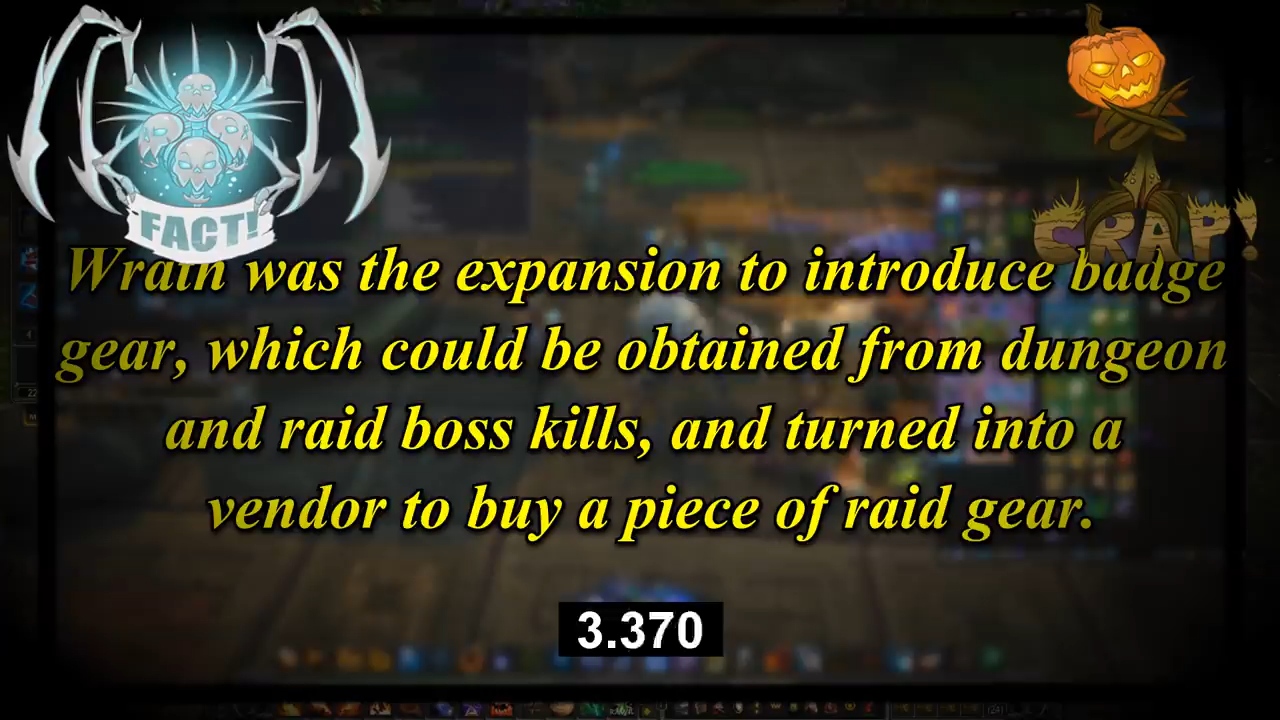 FACT!
CRAP!
Wrath was the expansion to introduce badge
gear, which could be obtained from dungeon
and raid boss kills, and turned into a
vendor to buy a piece of raid gear.
3.370